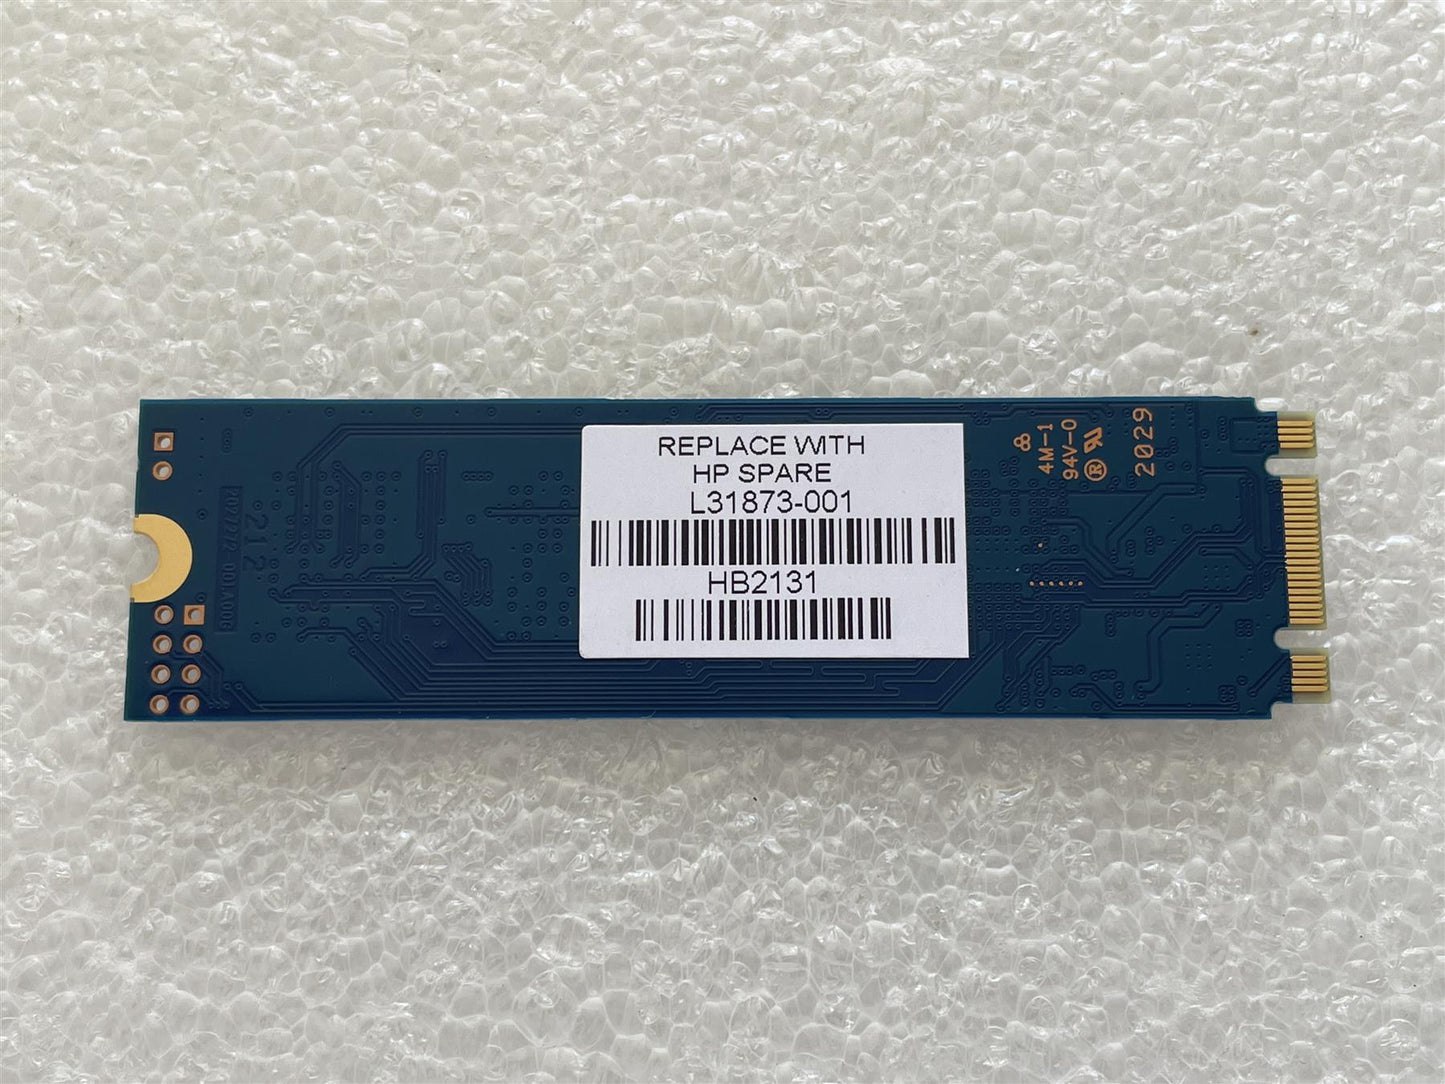 REPLACE WITH
HP SPARE
L31873-001
HB2131
4M-1
94V-0
®
2029
212